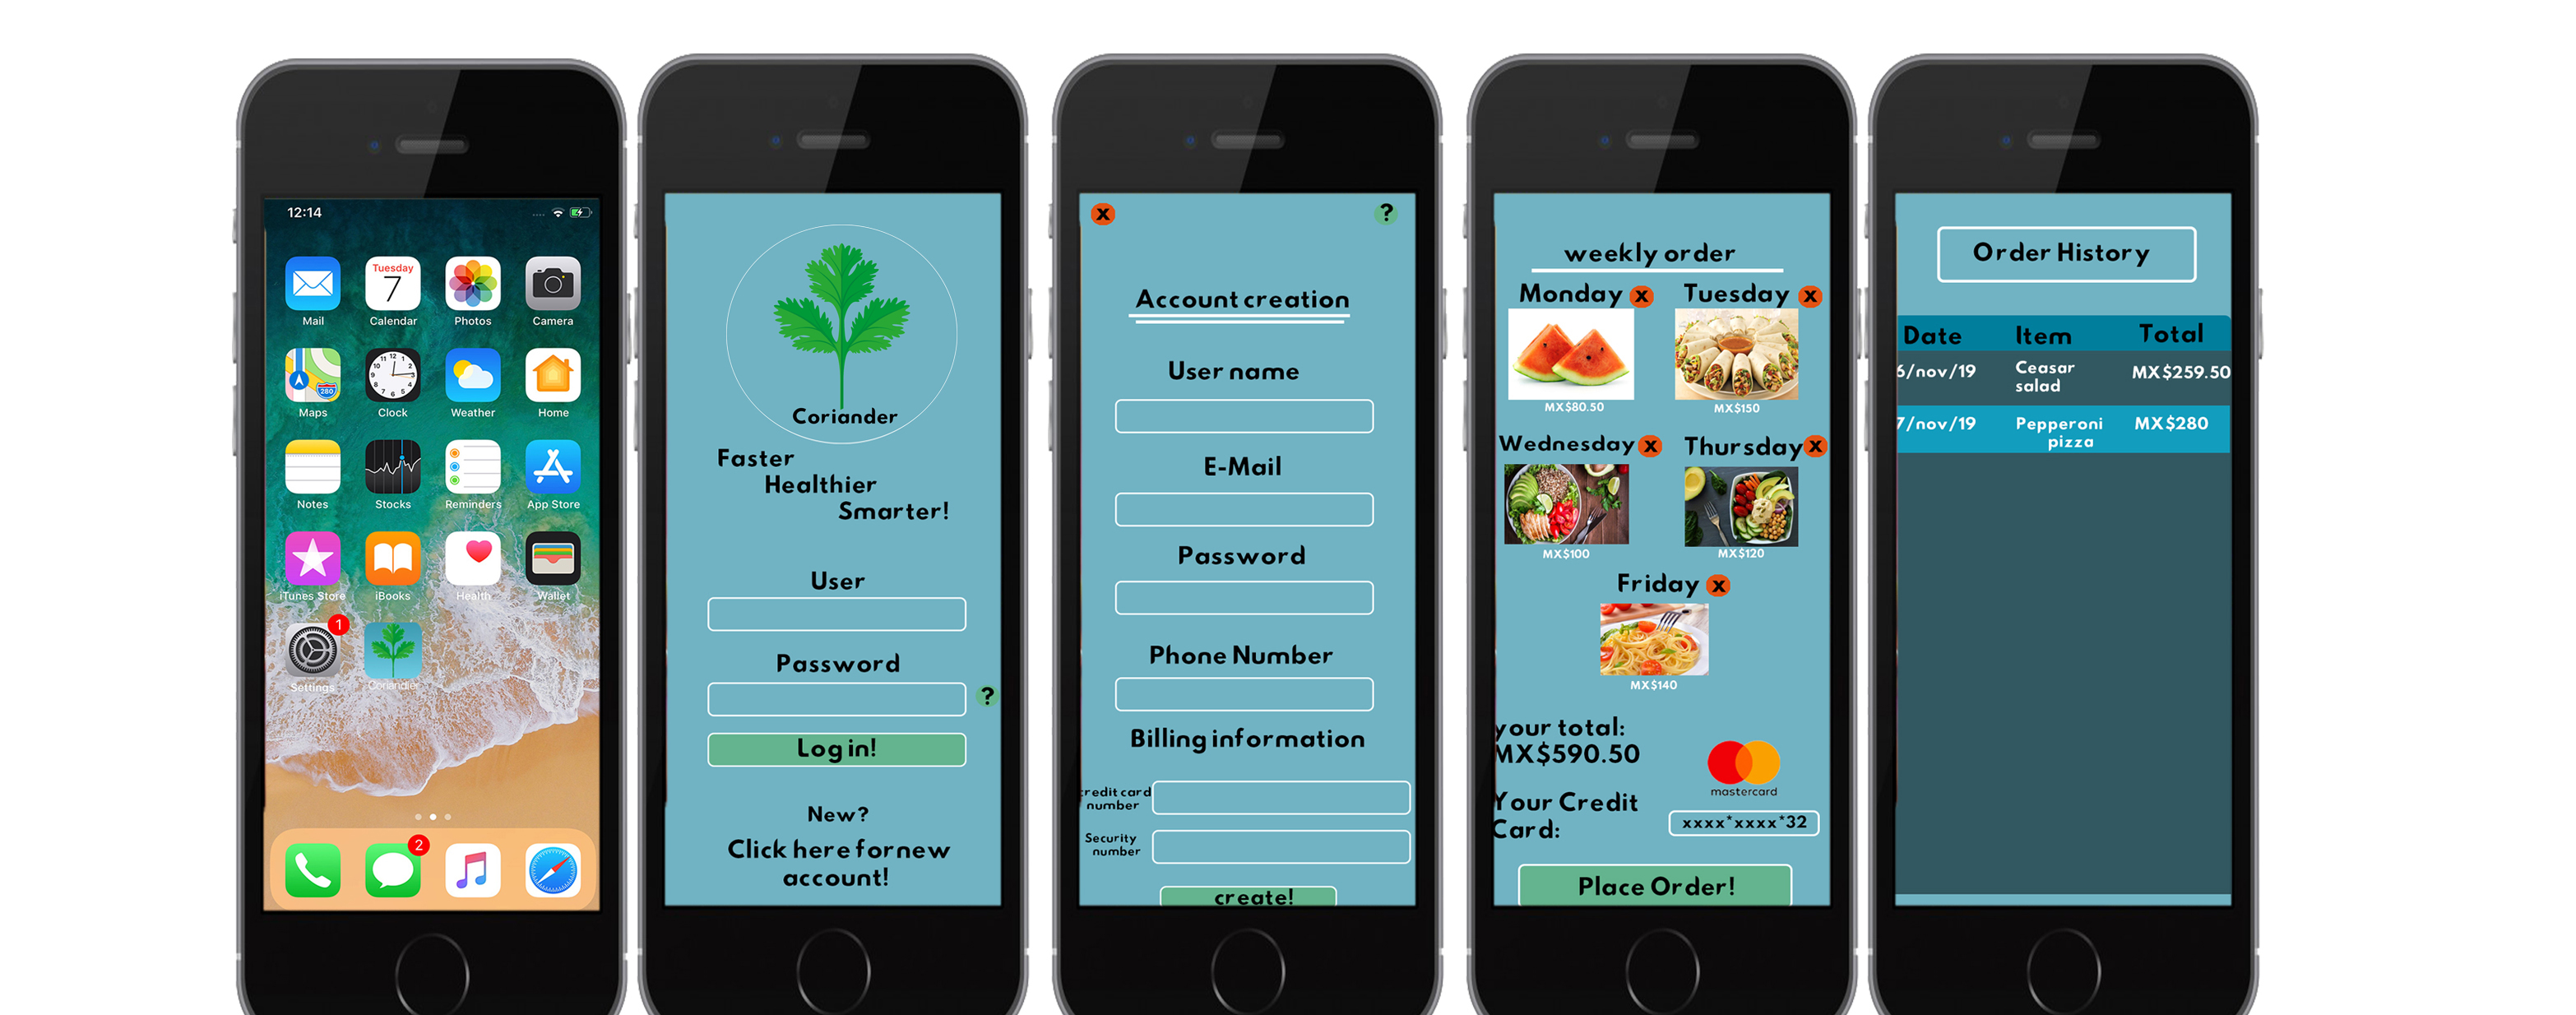 12:14
Tuesday
7
Mail
Calendar
Photos
Camera
280
Maps
Clock
Weather
Home
Notes
Stocks
Reminders
App Store
iTunes Store
iBooks
Health
Wallet
1
Settings
Coriander
2
Coriander
Faster
Healthier
Smarter!
User
Password
?
Log in!
New?
Click here for new
account!
x
?
Account creation
User name
E-Mail
Password
Phone Number
Billing information
credit card
number
Security
number
create!
weekly order
Monday x
Tuesday x
MX$80.50
MX$150
Wednesday x
Thursday x
MX$100
MX$120
Friday x
MX$140
your total:
MX$590.50
mastercard
Your Credit
Card:
xxxx*xxxx*32
Place Order!
Order History
Date Item Total
6/nov/19 Ceasar MX$259.50
salad
7/nov/19 Pepperoni MX$280
pizza